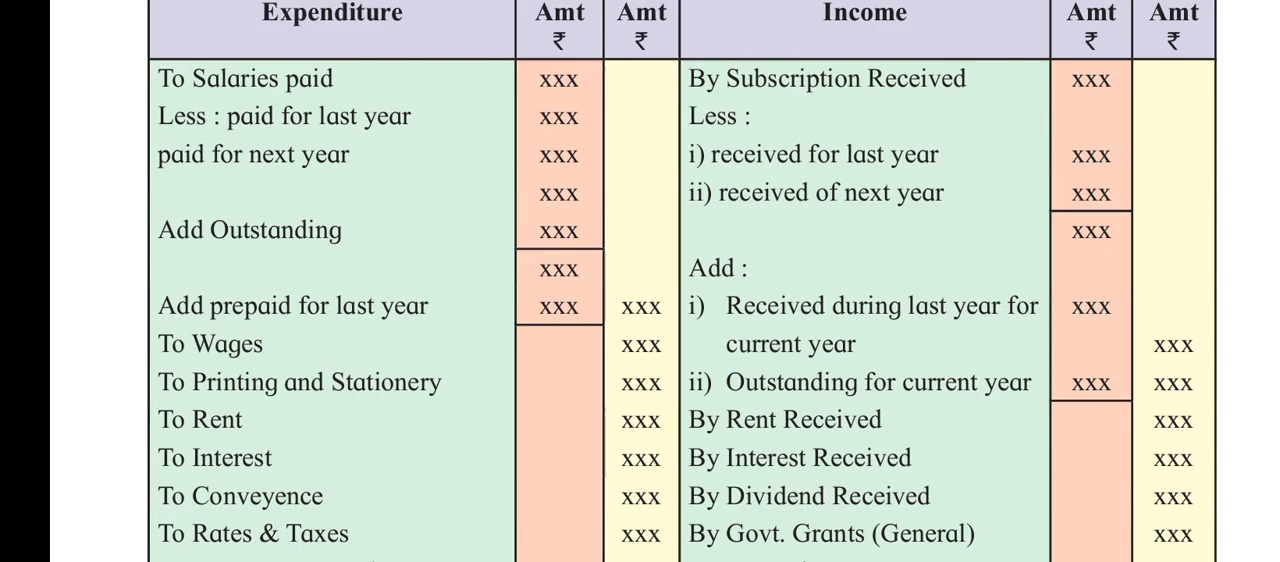 Expenditure Amt Amt Income Amt Amt
₹ ₹ ₹ ₹
To Salaries paid xxx By Subscription Received xxx
Less : paid for last year xxx Less :
paid for next year xxx i) received for last year xxx
xxx ii) received of next year xxx
Add Outstanding xxx xxx
xxx Add :
Add prepaid for last year xxx xxx i) Received during last year for xxx
To Wages xxx current year xxx
To Printing and Stationery xxx ii) Outstanding for current year xxx xxx
To Rent xxx By Rent Received xxx
To Interest xxx By Interest Received xxx
To Conveyence xxx By Dividend Received xxx
To Rates & Taxes xxx By Govt. Grants (General) xxx